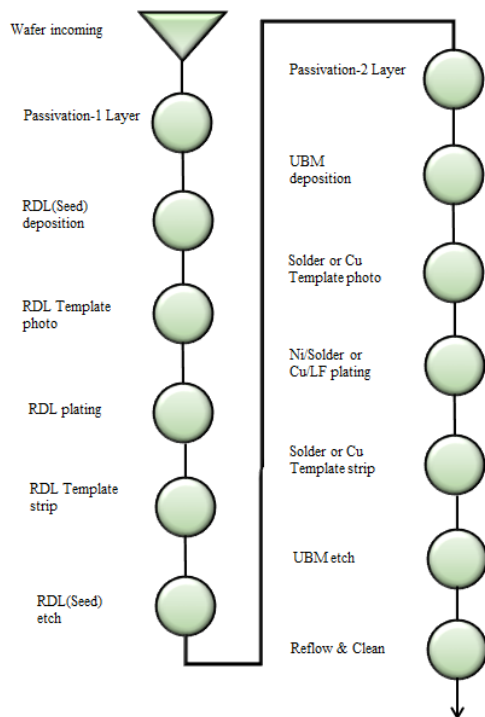 Wafer incoming
Passivation-1 Layer
RDL(Seed)
deposition
RDL Template
photo
RDL plating
RDL Template
strip
RDL(Seed)
etch
Passivation-2 Layer
UBM
deposition
Solder or Cu
Template photo
Ni/Solder or
Cu/LF plating
Solder or Cu
Template strip
UBM etch
Reflow & Clean